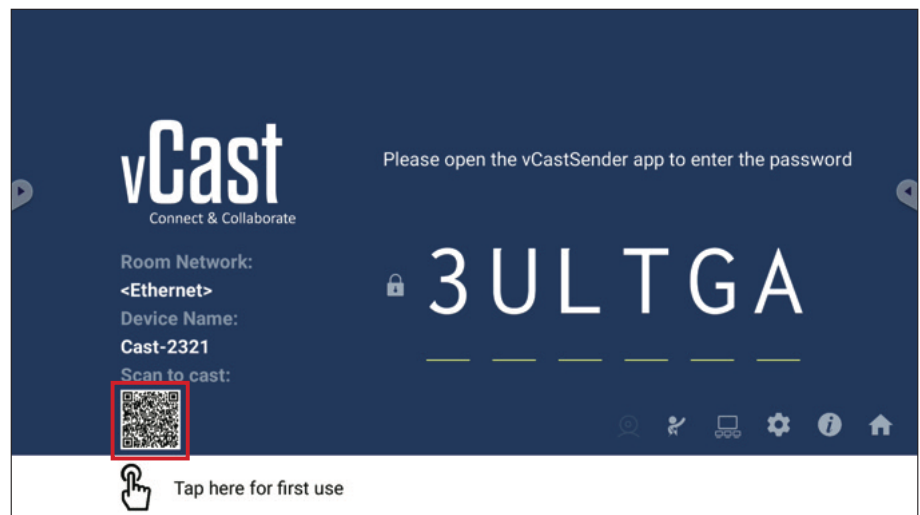 vCast
Connect & Collaborate
Please open the vCastSender app to enter the password
Room Network:
<Ethernet>
Device Name:
Cast-2321
Scan to cast:
3ULTGA
Tap here for first use